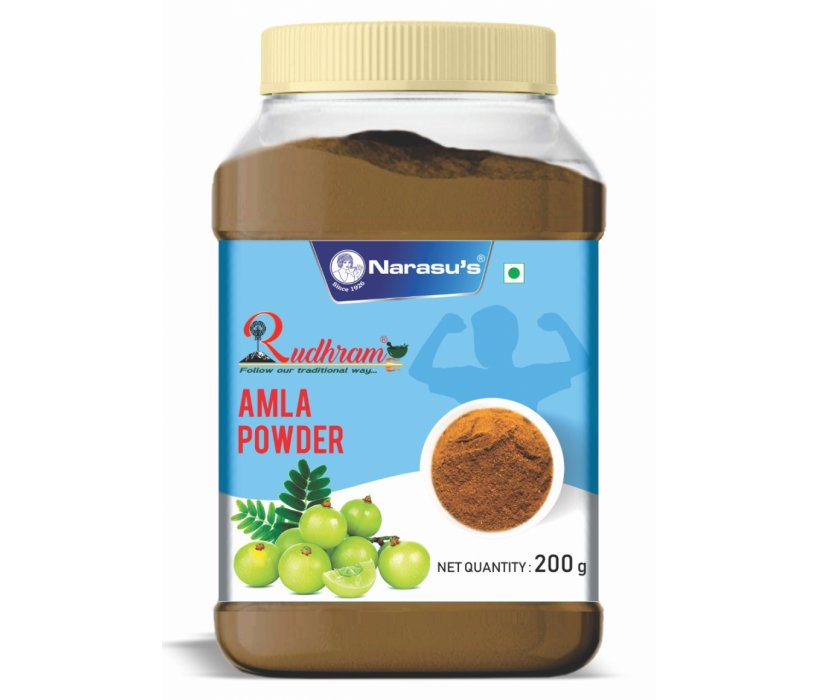 Narasu's®
Since 1926
Rudhram®
Follow our traditional way...
AMLA
POWDER
NET QUANTITY : 200 g